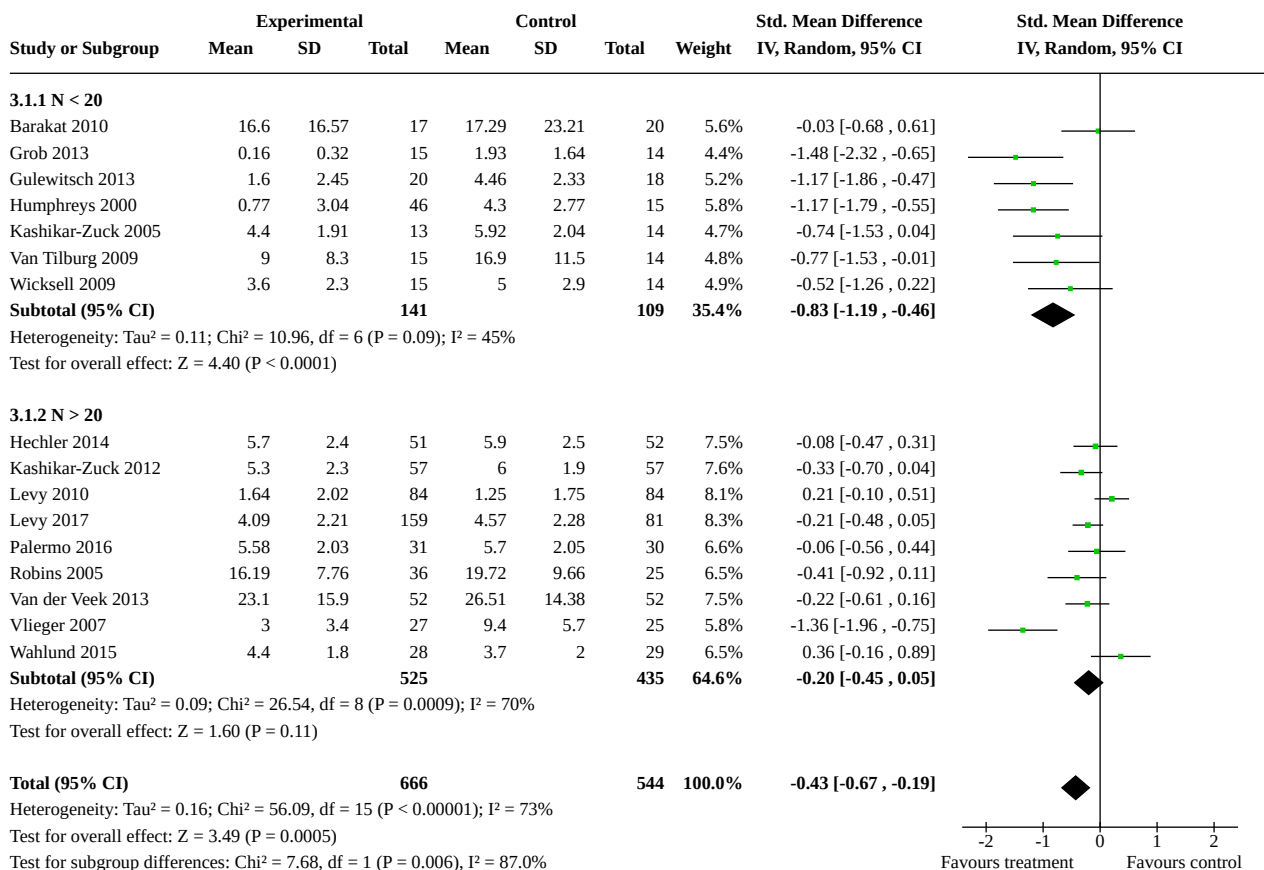 Experimental Control Std. Mean Difference Std. Mean Difference
Study or Subgroup Mean SD Total Mean SD Total Weight IV, Random, 95% CI IV, Random, 95% CI
3.1.1 N < 20
Barakat 2010 16.6 16.57 17 17.29 23.21 20 5.6% -0.03 [-0.68 , 0.61]
Grob 2013 0.16 0.32 15 1.93 1.64 14 4.4% -1.48 [-2.32 , -0.65]
Gulewitsch 2013 1.6 2.45 20 4.46 2.33 18 5.2% -1.17 [-1.86 , -0.47]
Humphreys 2000 0.77 3.04 46 4.3 2.77 15 5.8% -1.17 [-1.79 , -0.55]
Kashikar-Zuck 2005 4.4 1.91 13 5.92 2.04 14 4.7% -0.74 [-1.53 , 0.04]
Van Tilburg 2009 9 8.3 15 16.9 11.5 14 4.8% -0.77 [-1.53 , -0.01]
Wicksell 2009 3.6 2.3 15 5 2.9 14 4.9% -0.52 [-1.26 , 0.22]
Subtotal (95% CI) 141 109 35.4% -0.83 [-1.19 , -0.46]
Heterogeneity: Tau² = 0.11; Chi² = 10.96, df = 6 (P = 0.09); I² = 45%
Test for overall effect: Z = 4.40 (P < 0.0001)
3.1.2 N > 20
Hechler 2014 5.7 2.4 51 5.9 2.5 52 7.5% -0.08 [-0.47 , 0.31]
Kashikar-Zuck 2012 5.3 2.3 57 6 1.9 57 7.6% -0.33 [-0.70 , 0.04]
Levy 2010 1.64 2.02 84 1.25 1.75 84 8.1% 0.21 [-0.10 , 0.51]
Levy 2017 4.09 2.21 159 4.57 2.28 81 8.3% -0.21 [-0.48 , 0.05]
Palermo 2016 5.58 2.03 31 5.7 2.05 30 6.6% -0.06 [-0.56 , 0.44]
Robins 2005 16.19 7.76 36 19.72 9.66 25 6.5% -0.41 [-0.92 , 0.11]
Van der Veek 2013 23.1 15.9 52 26.51 14.38 52 7.5% -0.22 [-0.61 , 0.16]
Vlieger 2007 3 3.4 27 9.4 5.7 25 5.8% -1.36 [-1.96 , -0.75]
Wahlund 2015 4.4 1.8 28 3.7 2 29 6.5% 0.36 [-0.16 , 0.89]
Subtotal (95% CI) 525 435 64.6% -0.20 [-0.45 , 0.05]
Heterogeneity: Tau² = 0.09; Chi² = 26.54, df = 8 (P = 0.0009); I² = 70%
Test for overall effect: Z = 1.60 (P = 0.11)
Total (95% CI) 666 544 100.0% -0.43 [-0.67 , -0.19]
Heterogeneity: Tau² = 0.16; Chi² = 56.09, df = 15 (P < 0.00001); I² = 73%
Test for overall effect: Z = 3.49 (P = 0.0005)
Test for subgroup differences: Chi² = 7.68, df = 1 (P = 0.006), I² = 87.0%
-2 -1 0 1 2
Favours treatment Favours control